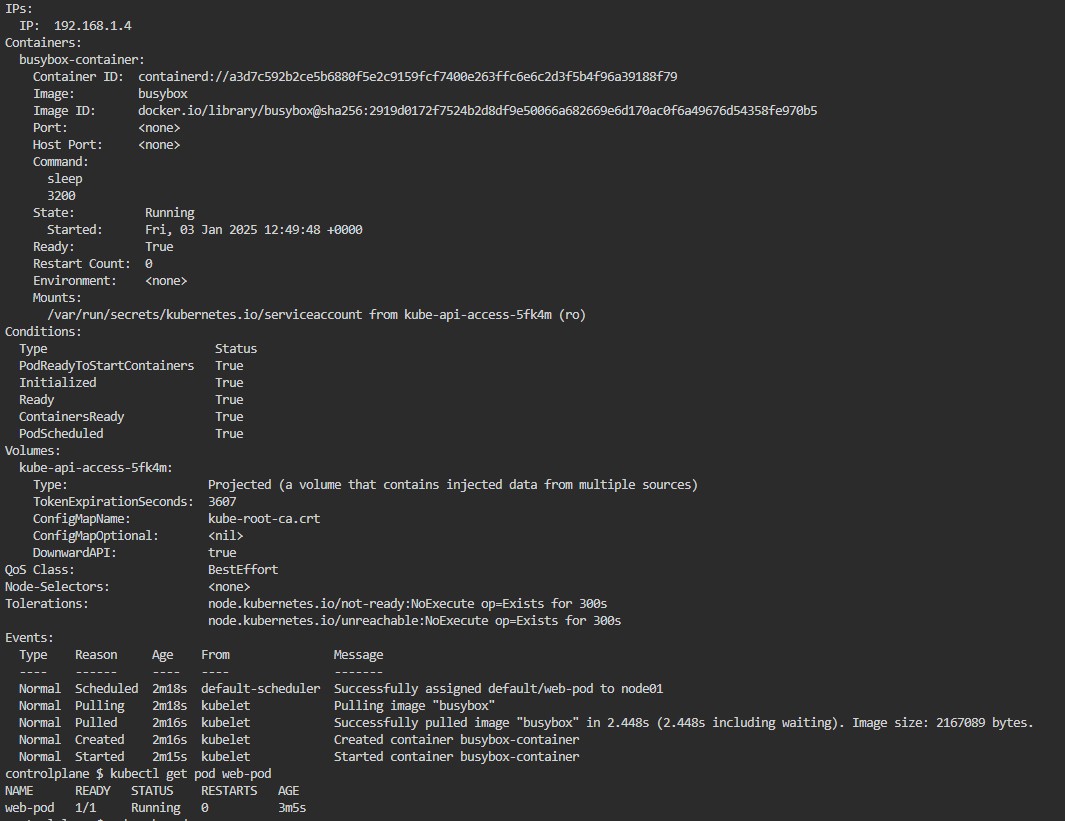 IPs:
  IP:  192.168.1.4
Containers:
  busybox-container:
    Container ID:  containerd://a3d7c592b2ce5b6880f5e2c9159fcf7400e263ffc6e6c2d3f5b4f96a39188f79
    Image:         busybox
    Image ID:      docker.io/library/busybox@sha256:2919d0172f7524b2d8df9e50066a682669e6d170ac0f6a49676d54358fe970b5
    Port:          <none>
    Host Port:     <none>
    Command:
      sleep
      3200
    State:          Running
      Started:      Fri, 03 Jan 2025 12:49:48 +0000
    Ready:          True
    Restart Count:  0
    Environment:    <none>
    Mounts:
      /var/run/secrets/kubernetes.io/serviceaccount from kube-api-access-5fk4m (ro)
Conditions:
  Type                        Status
  PodReadyToStartContainers   True
  Initialized                 True
  Ready                       True
  ContainersReady             True
  PodScheduled                True
Volumes:
  kube-api-access-5fk4m:
    Type:                    Projected (a volume that contains injected data from multiple sources)
    TokenExpirationSeconds:  3607
    ConfigMapName:           kube-root-ca.crt
    ConfigMapOptional:       <nil>
    DownwardAPI:             true
QoS Class:                   BestEffort
Node-Selectors:              <none>
Tolerations:                 node.kubernetes.io/not-ready:NoExecute op=Exists for 300s
                             node.kubernetes.io/unreachable:NoExecute op=Exists for 300s
Events:
  Type    Reason     Age    From               Message
  ----    ------     ----   ----               -------
  Normal  Scheduled  2m18s  default-scheduler  Successfully assigned default/web-pod to node01
  Normal  Pulling    2m18s  kubelet            Pulling image "busybox"
  Normal  Pulled     2m16s  kubelet            Successfully pulled image "busybox" in 2.448s (2.448s including waiting). Image size: 2167089 bytes.
  Normal  Created    2m16s  kubelet            Created container busybox-container
  Normal  Started    2m15s  kubelet            Started container busybox-container
controlplane $ kubectl get pod web-pod
NAME      READY   STATUS    RESTARTS   AGE
web-pod   1/1     Running   0          3m5s